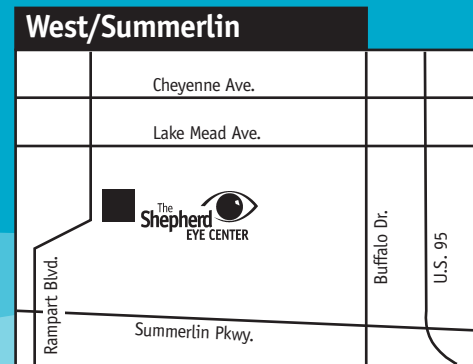 West/Summerlin
Cheyenne Ave.
Lake Mead Ave.
The
Shepherd
EYE CENTER
Buffalo Dr.
U.S. 95
Rampart Blvd.
Summerlin Pkwy.